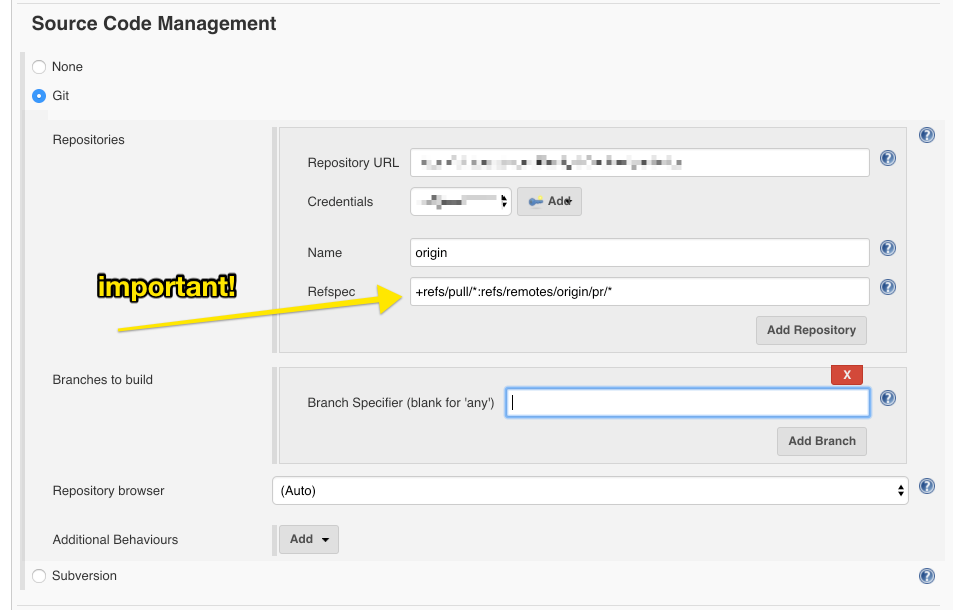 Source Code Management
None
Git
Repositories
Repository URL
Credentials
Add
Name
origin
important!
Refspec
+refs/pull/*:refs/remotes/origin/pr/*
Add Repository
Branches to build
X
Branch Specifier (blank for 'any')
Add Branch
Repository browser
(Auto)
Additional Behaviours
Add
Subversion